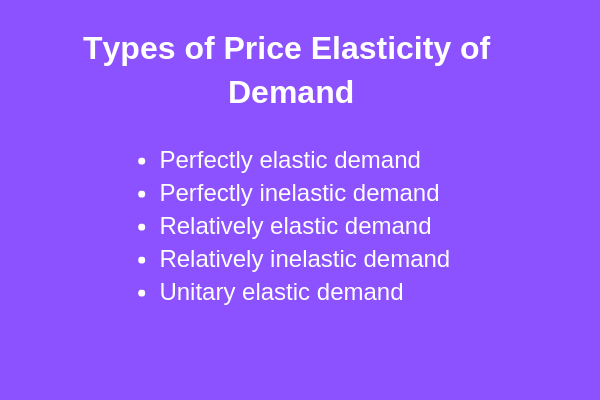 Types of Price Elasticity of
Demand
• Perfectly elastic demand
• Perfectly inelastic demand
• Relatively elastic demand
• Relatively inelastic demand
• Unitary elastic demand